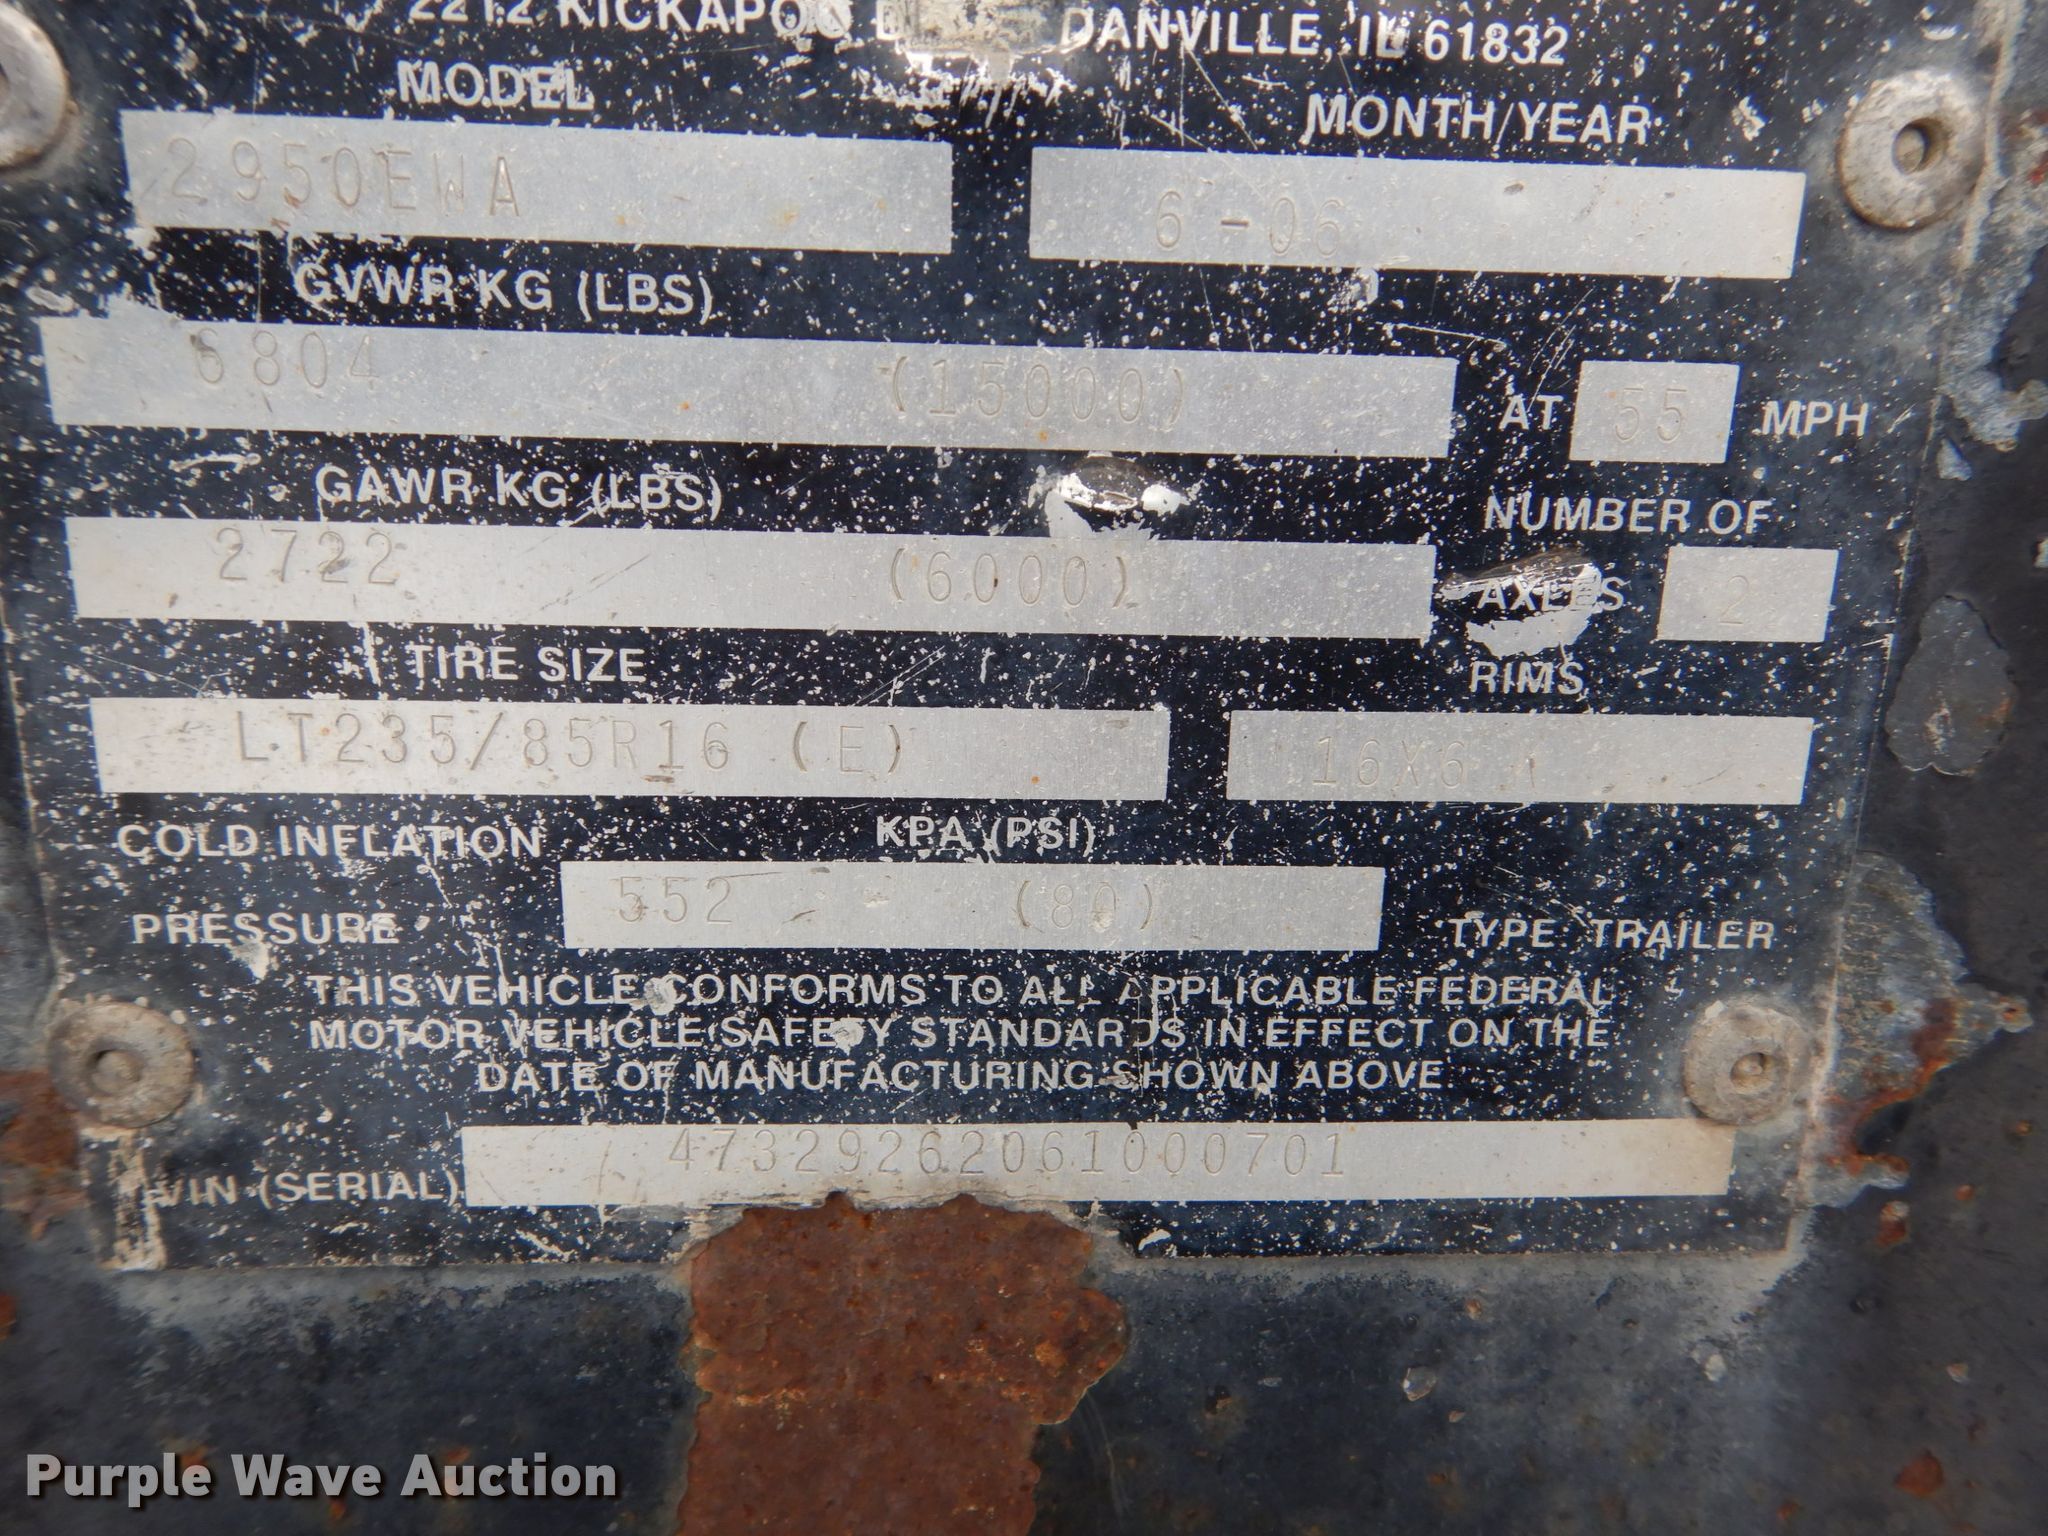 2212 KICKAPOO DANVILLE, IL 61832
MODEL MONTH/YEAR
2950EWA 6-06
GVWR KG (LBS)
6804 (15000) AT 55 MPH
GAWR KG (LBS) NUMBER OF
2722 (6000) AXLES 2
TIRE SIZE RIMS
LT235/85R16 (E) 16X6 K
COLD INFLATION KPA (PSI)
PRESSURE 552 (80) TYPE: TRAILER
THIS VEHICLE CONFORMS TO ALL APPLICABLE FEDERAL
MOTOR VEHICLE SAFETY STANDARDS IN EFFECT ON THE
DATE OF MANUFACTURING SHOWN ABOVE.
VIN (SERIAL) 47329262061000701
Purple Wave Auction